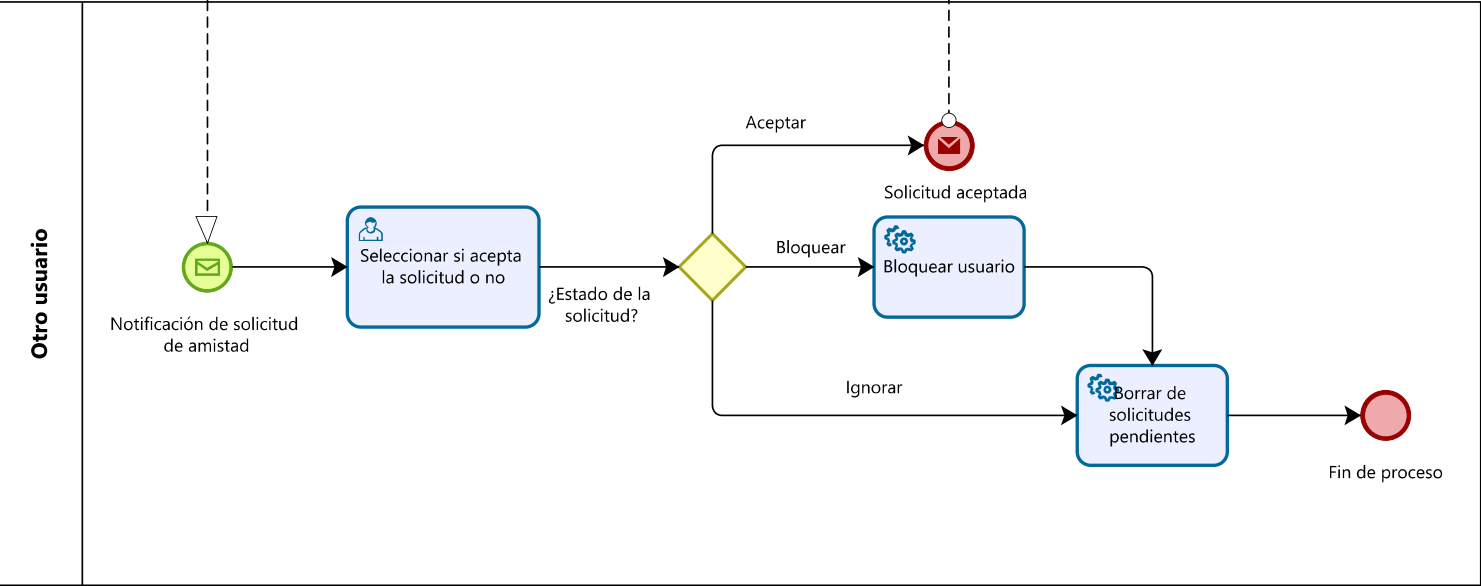 Otro usuario
Notificación de solicitud
de amistad
Seleccionar si acepta
la solicitud o no
¿Estado de la
solicitud?
Aceptar
Solicitud aceptada
Bloquear
Bloquear usuario
Ignorar
Borrar de
solicitudes
pendientes
Fin de proceso